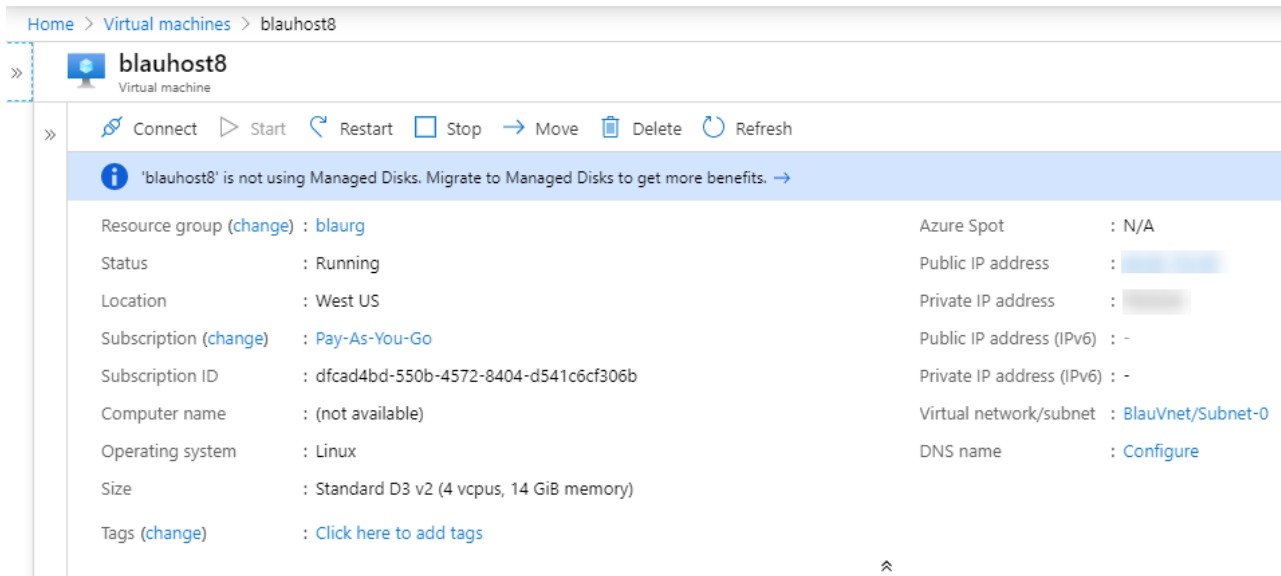 Home > Virtual machines > blauhost8
blauhost8
Virtual machine
Connect Start Restart Stop Move Delete Refresh
'blauhost8' is not using Managed Disks. Migrate to Managed Disks to get more benefits. →
Resource group (change) : blaurg
Status : Running
Location : West US
Subscription (change) : Pay-As-You-Go
Subscription ID : dfcad4bd-550b-4572-8404-d541c6cf306b
Computer name : (not available)
Operating system : Linux
Size : Standard D3 v2 (4 vcpus, 14 GiB memory)
Tags (change) : Click here to add tags
Azure Spot : N/A
Public IP address :
Private IP address :
Public IP address (IPv6) : -
Private IP address (IPv6) : -
Virtual network/subnet : BlauVnet/Subnet-0
DNS name : Configure